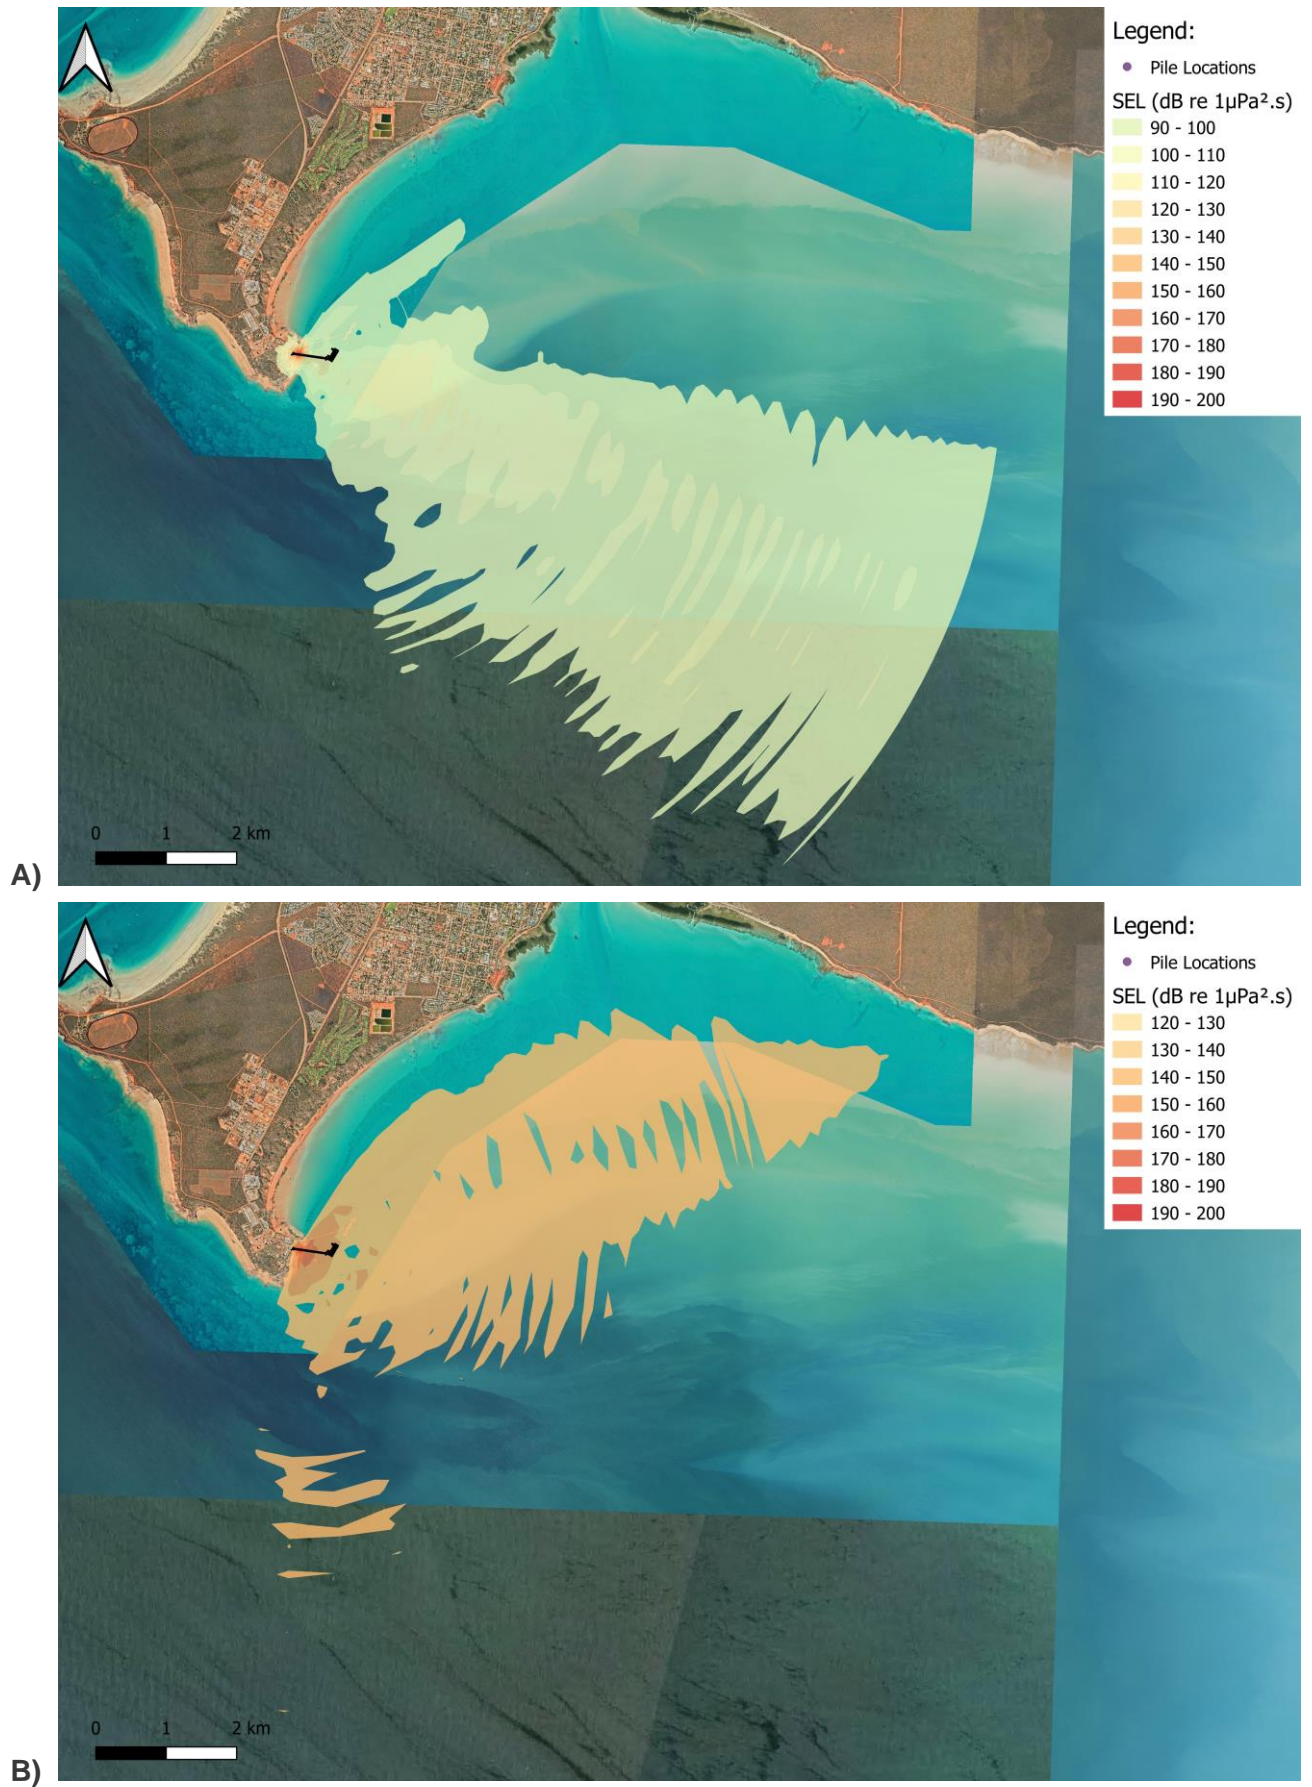 Legend:
Pile Locations
SEL (dB re 1µPa².s)
90 - 100
100 - 110
110 - 120
120 - 130
130 - 140
140 - 150
150 - 160
160 - 170
170 - 180
180 - 190
190 - 200
0 1 2 km
A)
Legend:
Pile Locations
SEL (dB re 1µPa².s)
120 - 130
130 - 140
140 - 150
150 - 160
160 - 170
170 - 180
180 - 190
190 - 200
0 1 2 km
B)